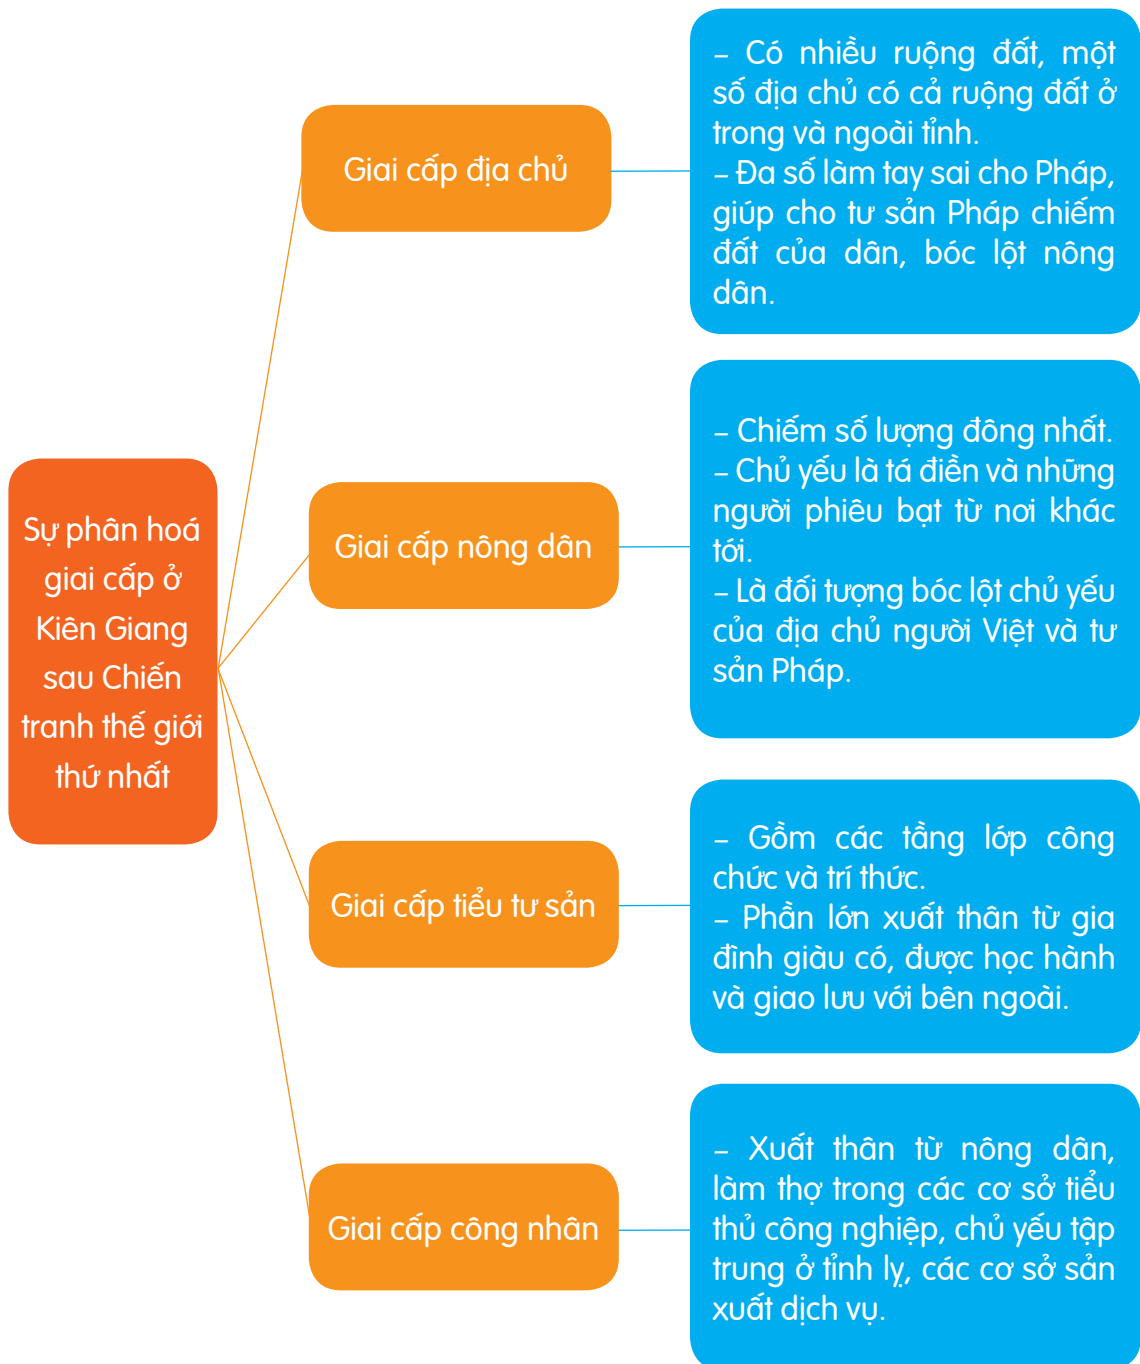 Sự phân hoá
giai cấp ở
Kiên Giang
sau Chiến
tranh thế giới
thứ nhất
Giai cấp địa chủ
– Có nhiều ruộng đất, một
số địa chủ có cả ruộng đất ở
trong và ngoài tỉnh.
– Đa số làm tay sai cho Pháp,
giúp cho tư sản Pháp chiếm
đất của dân, bóc lột nông
dân.
Giai cấp nông dân
– Chiếm số lượng đông nhất.
– Chủ yếu là tá điền và những
người phiêu bạt từ nơi khác
tới.
– Là đối tượng bóc lột chủ yếu
của địa chủ người Việt và tư
sản Pháp.
Giai cấp tiểu tư sản
– Gồm các tầng lớp công
chức và trí thức.
– Phần lớn xuất thân từ gia
đình giàu có, được học hành
và giao lưu với bên ngoài.
Giai cấp công nhân
– Xuất thân từ nông dân,
làm thợ trong các cơ sở tiểu
thủ công nghiệp, chủ yếu tập
trung ở tỉnh lỵ, các cơ sở sản
xuất dịch vụ.